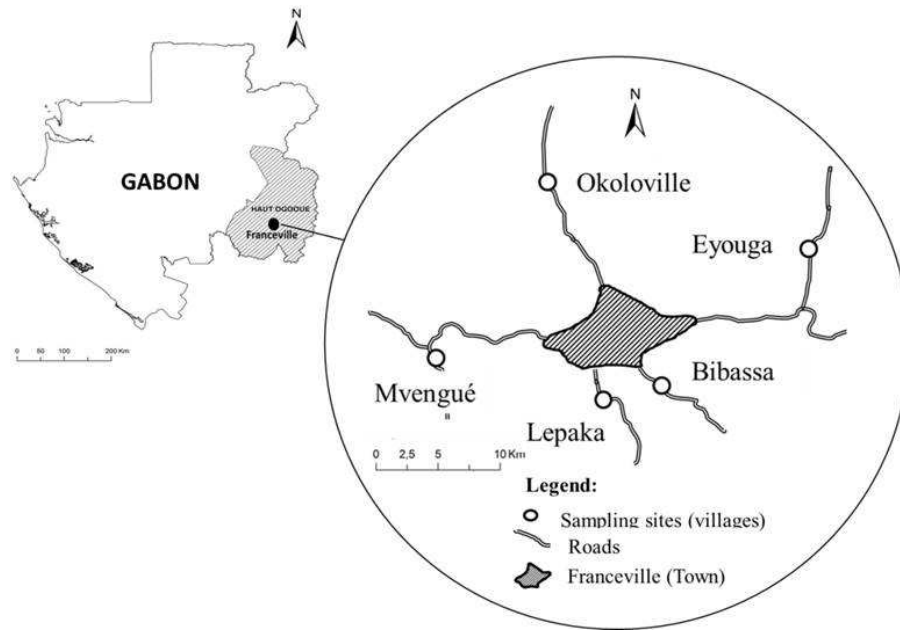 N
GABON
HAUT OGOOUE
Franceville
0 50 100 200 Km
N
Okoloville
Eyouga
Bibassa
Mvengué
II
Lepaka
0 2,5 5 10 Km
Legend:
Sampling sites (villages)
Roads
Franceville (Town)